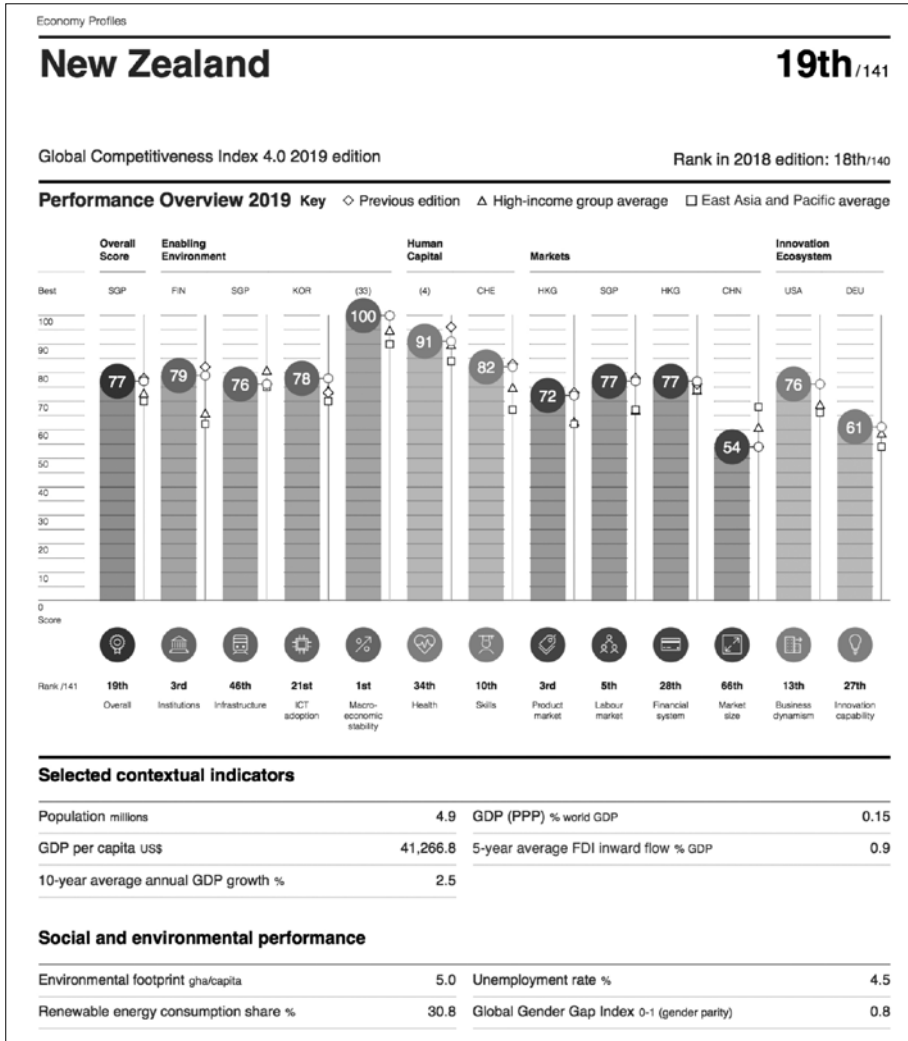 Economy Profiles
New Zealand 19th/141
Global Competitiveness Index 4.0 2019 edition Rank in 2018 edition: 18th/140
Performance Overview 2019 Key ◇ Previous edition △ High-income group average □ East Asia and Pacific average
Overall Score Enabling Environment Human Capital Markets Innovation Ecosystem
Best SGP FIN SGP KOR (33) (4) CHE HKG SGP HKG CHN USA DEU
100
90
80
70
60
50
40
30
20
10
0
Score
77 79 76 78 100 91 82 72 77 77 54 76 61
Rank /141 19th 3rd 46th 21st 1st 34th 10th 3rd 5th 28th 66th 13th 27th
Overall Institutions Infrastructure ICT adoption Macro-economic stability Health Skills Product market Labour market Financial system Market size Business dynamism Innovation capability
Selected contextual indicators
Population millions 4.9 GDP (PPP) % world GDP 0.15
GDP per capita US$ 41,266.8 5-year average FDI inward flow % GDP 0.9
10-year average annual GDP growth % 2.5
Social and environmental performance
Environmental footprint gha/capita 5.0 Unemployment rate % 4.5
Renewable energy consumption share % 30.8 Global Gender Gap Index 0-1 (gender parity) 0.8